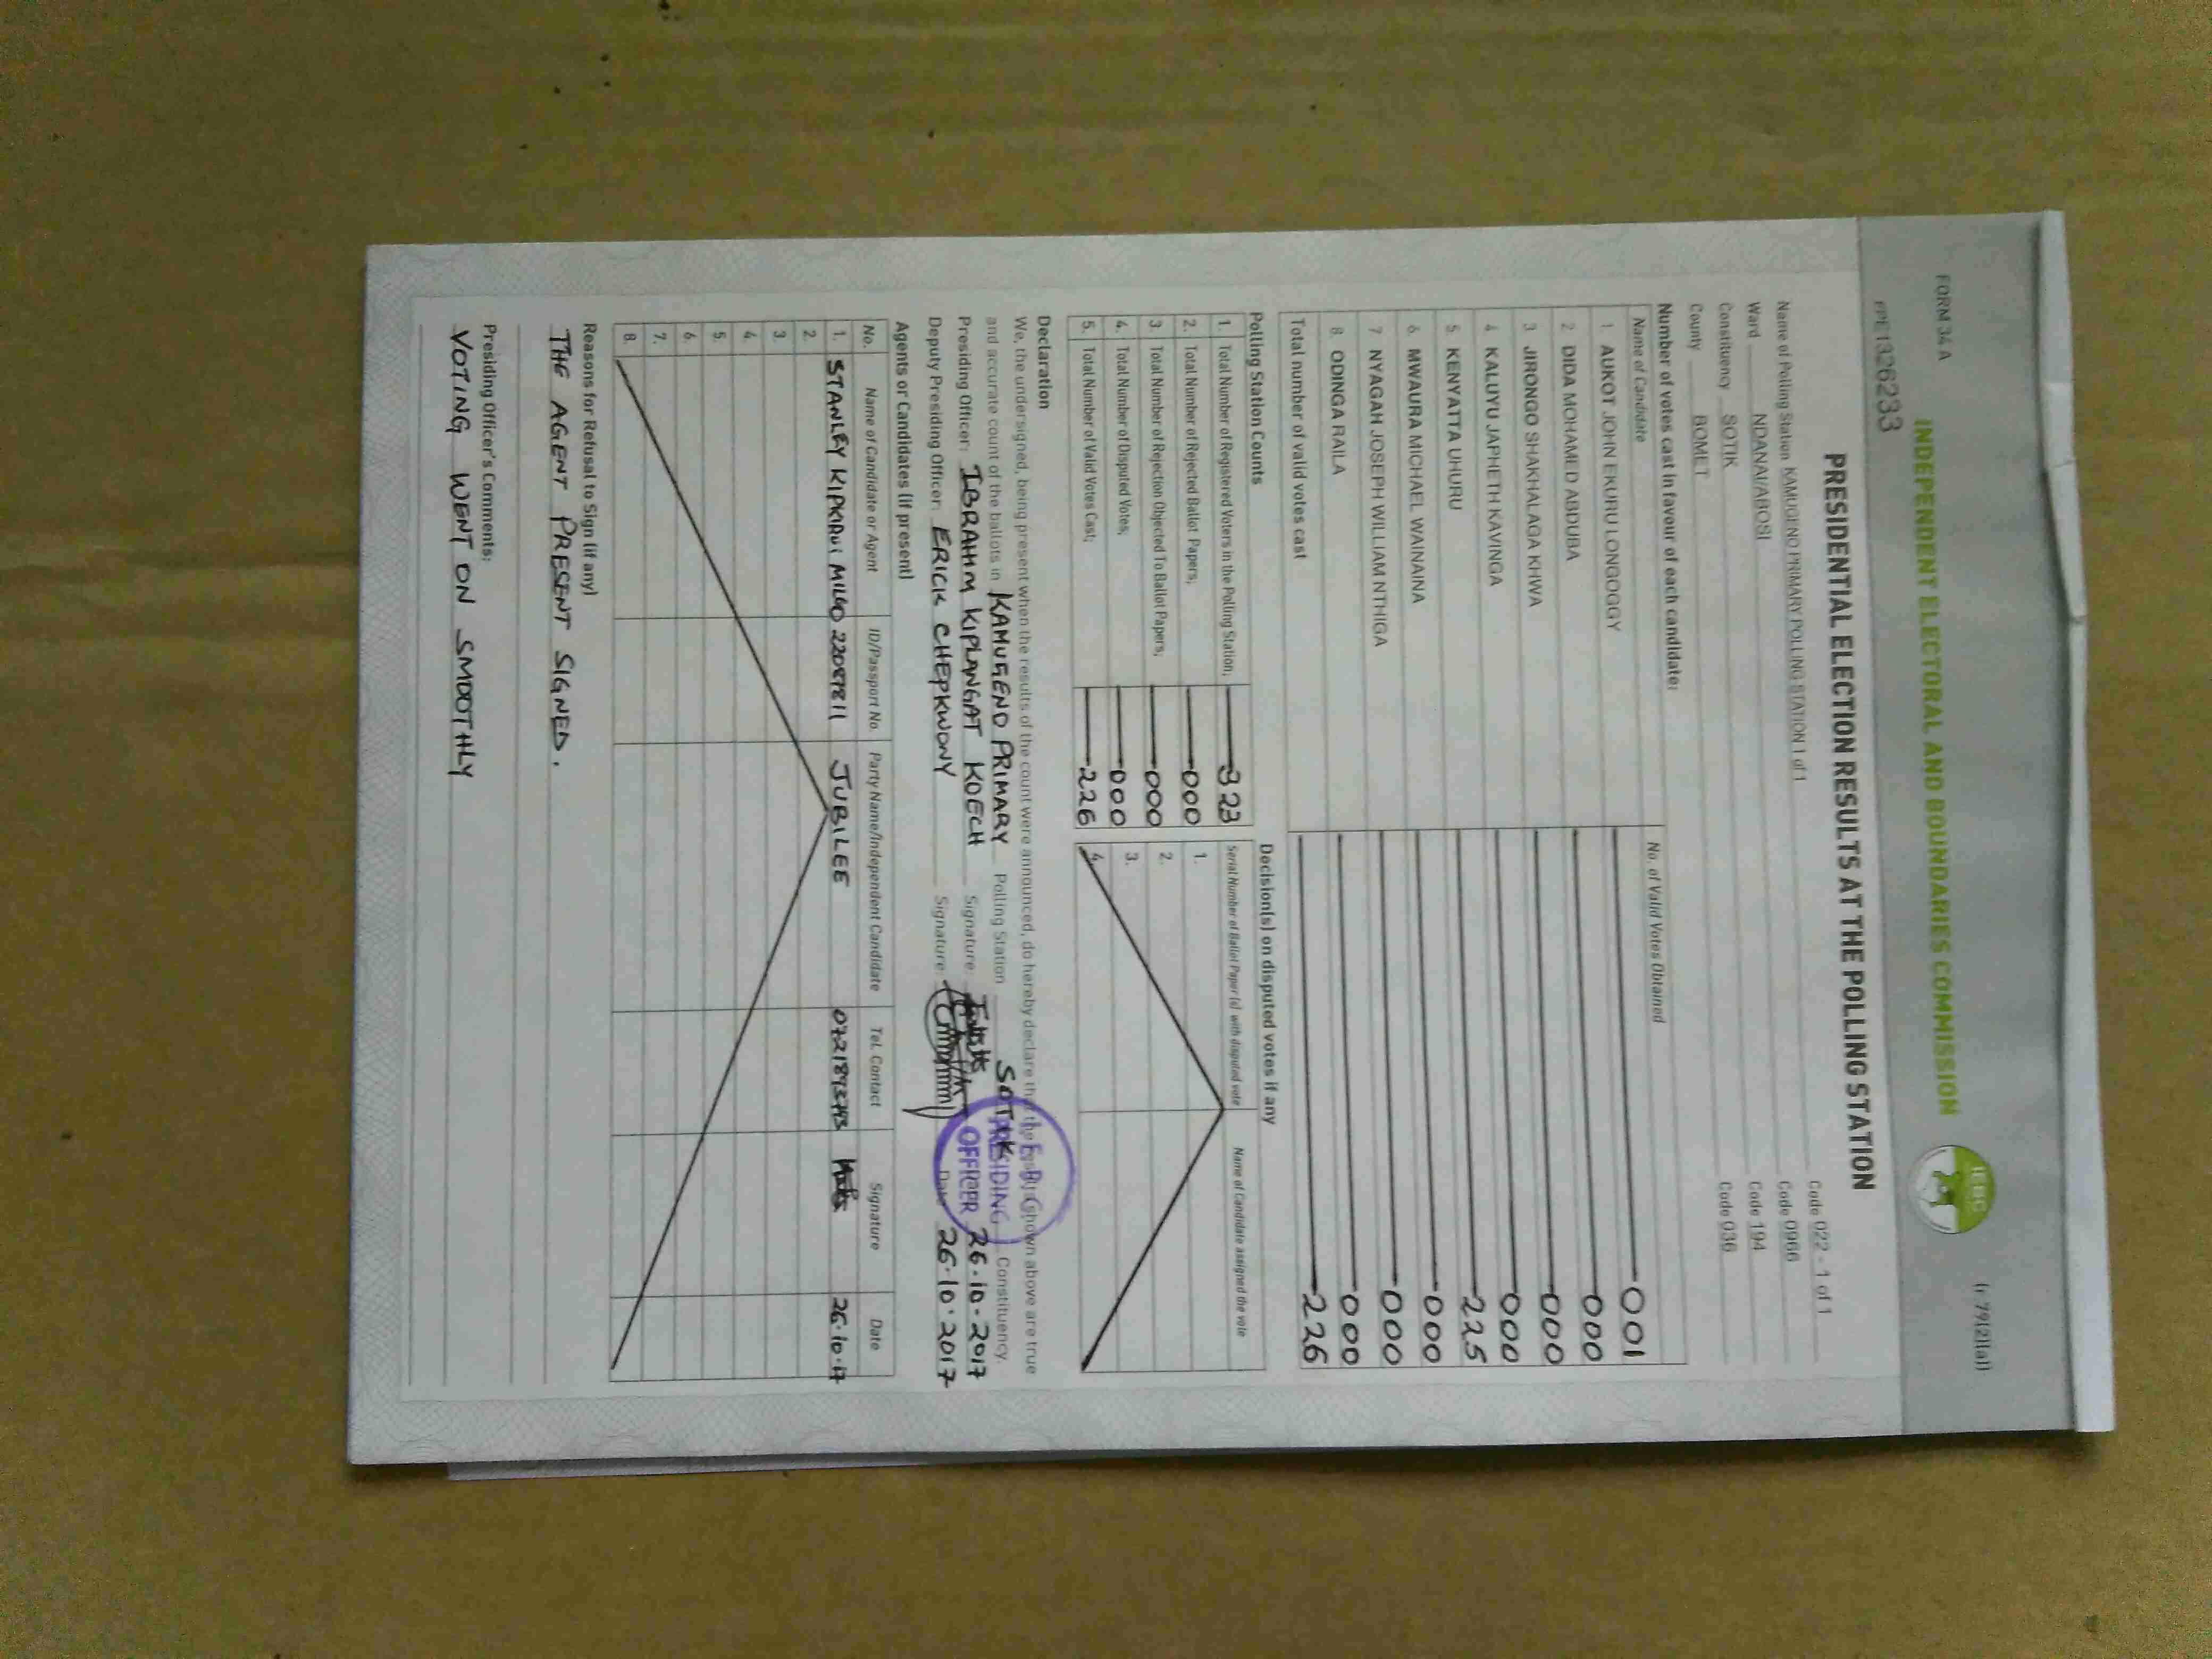 FORM 34 A
(r. 79(2)(a))
INDEPENDENT ELECTORAL AND BOUNDARIES COMMISSION
IEBC
PPE 1326233
PRESIDENTIAL ELECTION RESULTS AT THE POLLING STATION
Name of Polling Station KAMUGENO PRIMARY POLLING STATION 1 of 1 Code 022 - 1 of 1
Code 0966
Ward NDANAI/ABOSI Code 194
Constituency SOTIK Code 036
County BOMET
Number of votes cast in favour of each candidate:
Name of Candidate No. of Valid Votes Obtained
1. AUKOT JOHN EKURU LONGOGGY 001
2 DIDA MOHAMED ABDUBA 000
3 JIRONGO SHAKHALAGA KHWA 000
4 KALUYU JAPHETH KAVINGA 000
5 KENYATTA UHURU 225
6. MWAURA MICHAEL WAINAINA 000
7 NYAGAH JOSEPH WILLIAM NTHIGA 000
8. ODINGA RAILA 000
Total number of valid votes cast 226
Polling Station Counts
1. Total Number of Registered Voters in the Polling Station; 323
2. Total Number of Rejected Ballot Papers; 000
3. Total Number of Rejection Objected To Ballot Papers; 000
4. Total Number of Disputed Votes; 000
5. Total Number of Valid Votes Cast; 226
Decision(s) on disputed votes if any
Serial Number of Ballot Paper (s) with disputed vote Name of Candidate assigned the vote
1.
2.
3.
4.
Declaration
We, the undersigned, being present when the results of the count were announced, do hereby declare that the results shown above are true
and accurate count of the ballots in KAMUGENO PRIMARY Polling Station SOTIK Constituency.
Presiding Officer: IBRAHIM KIPLANGAT KOECH Signature: 26.10.2017
Deputy Presiding Officer: ERICK CHEPKWONY Signature: Date 26.10.2017
I.E.B.C
PRESIDING
OFFICER
Agents or Candidates (if present)
No. Name of Candidate or Agent ID/Passport No. Party Name/Independent Candidate Tel. Contact Signature Date
1. STANLEY JUBILEE 26.10.17
2.
3.
4.
5.
6.
7.
8.
Reasons for Refusal to Sign (if any)
THE AGENT PRESENT SIGNED.
Presiding Officer's Comments:
VOTING WENT ON SMOOTHLY